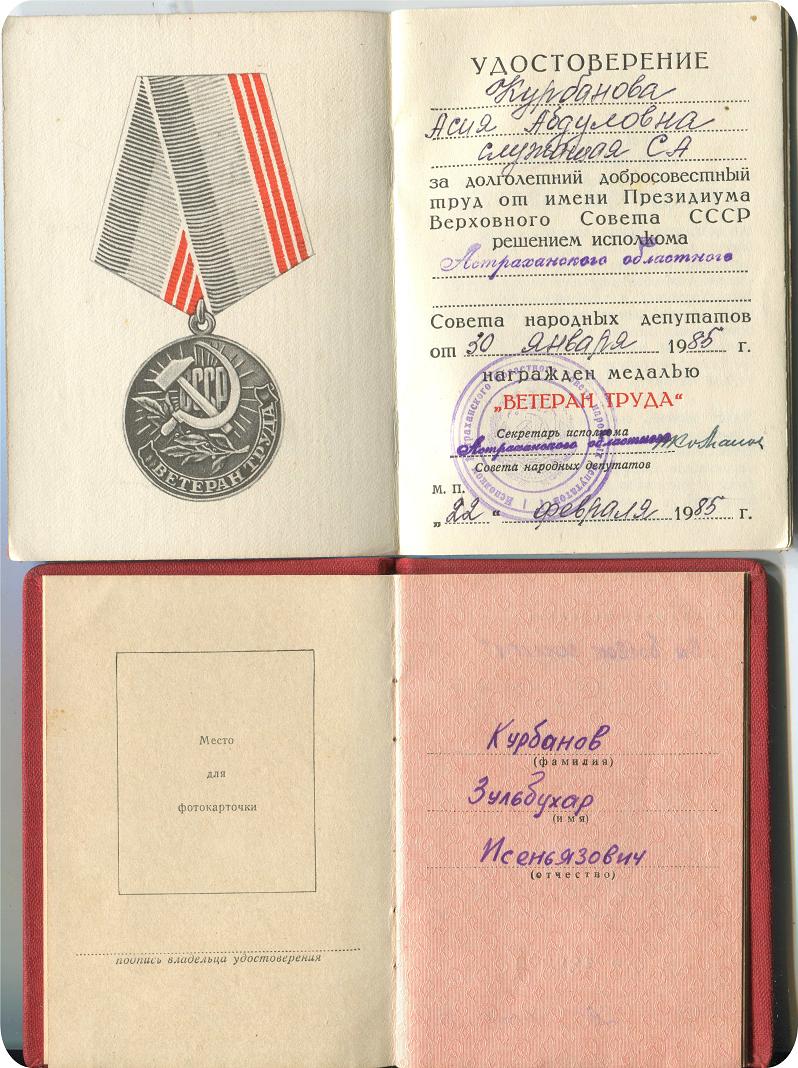 СССР
ВЕТЕРАН ТРУДА
УДОСТОВЕРЕНИЕ
Курбанова
Асия Абдуловна
служащая СА
за долголетний добросовестный
труд от имени Президиума
Верховного Совета СССР
решением исполкома
Астраханского областного
Совета народных депутатов
от 30 января 1985 г.
награжден медалью
„ВЕТЕРАН ТРУДА“
Секретарь исполкома
Астраханского областного
Совета народных депутатов
М. П.
„22“ февраля 1985 г.
Место
для
фотокарточки
подпись владельца удостоверения
Курбанов
(фамилия)
Зульбухар
(имя)
Исеньязович
(отчество)